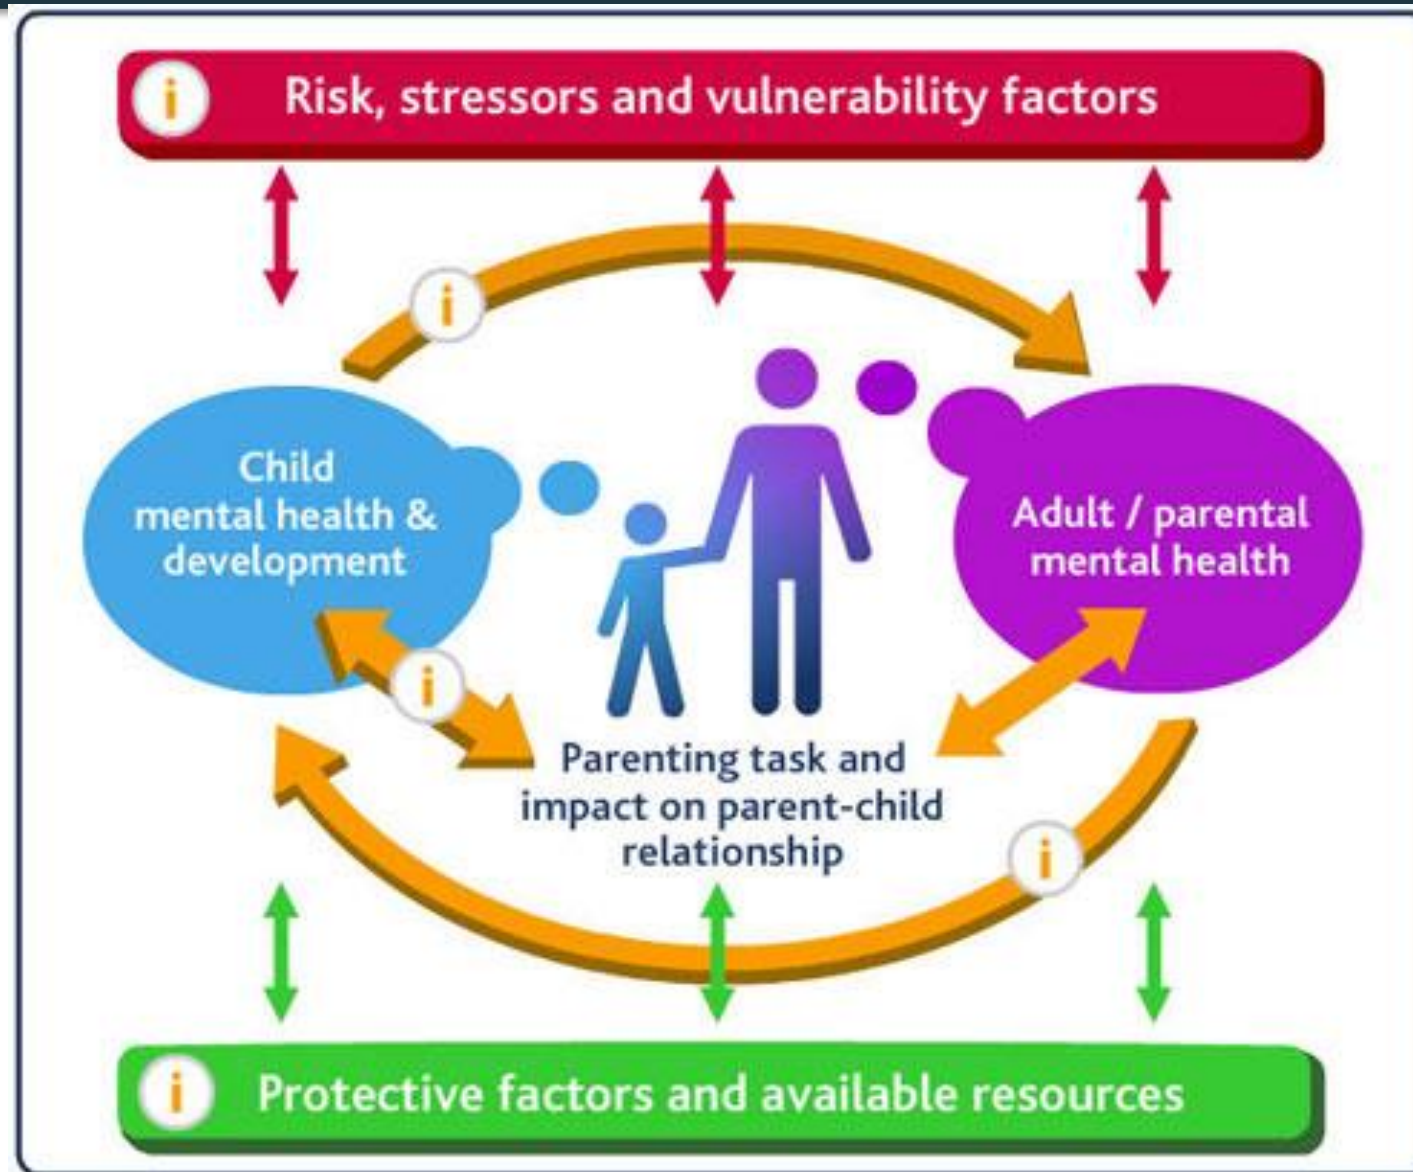 i Risk, stressors and vulnerability factors
i
Child
mental health &
development
Adult / parental
mental health
i
Parenting task and
impact on parent-child
relationship
i
i Protective factors and available resources